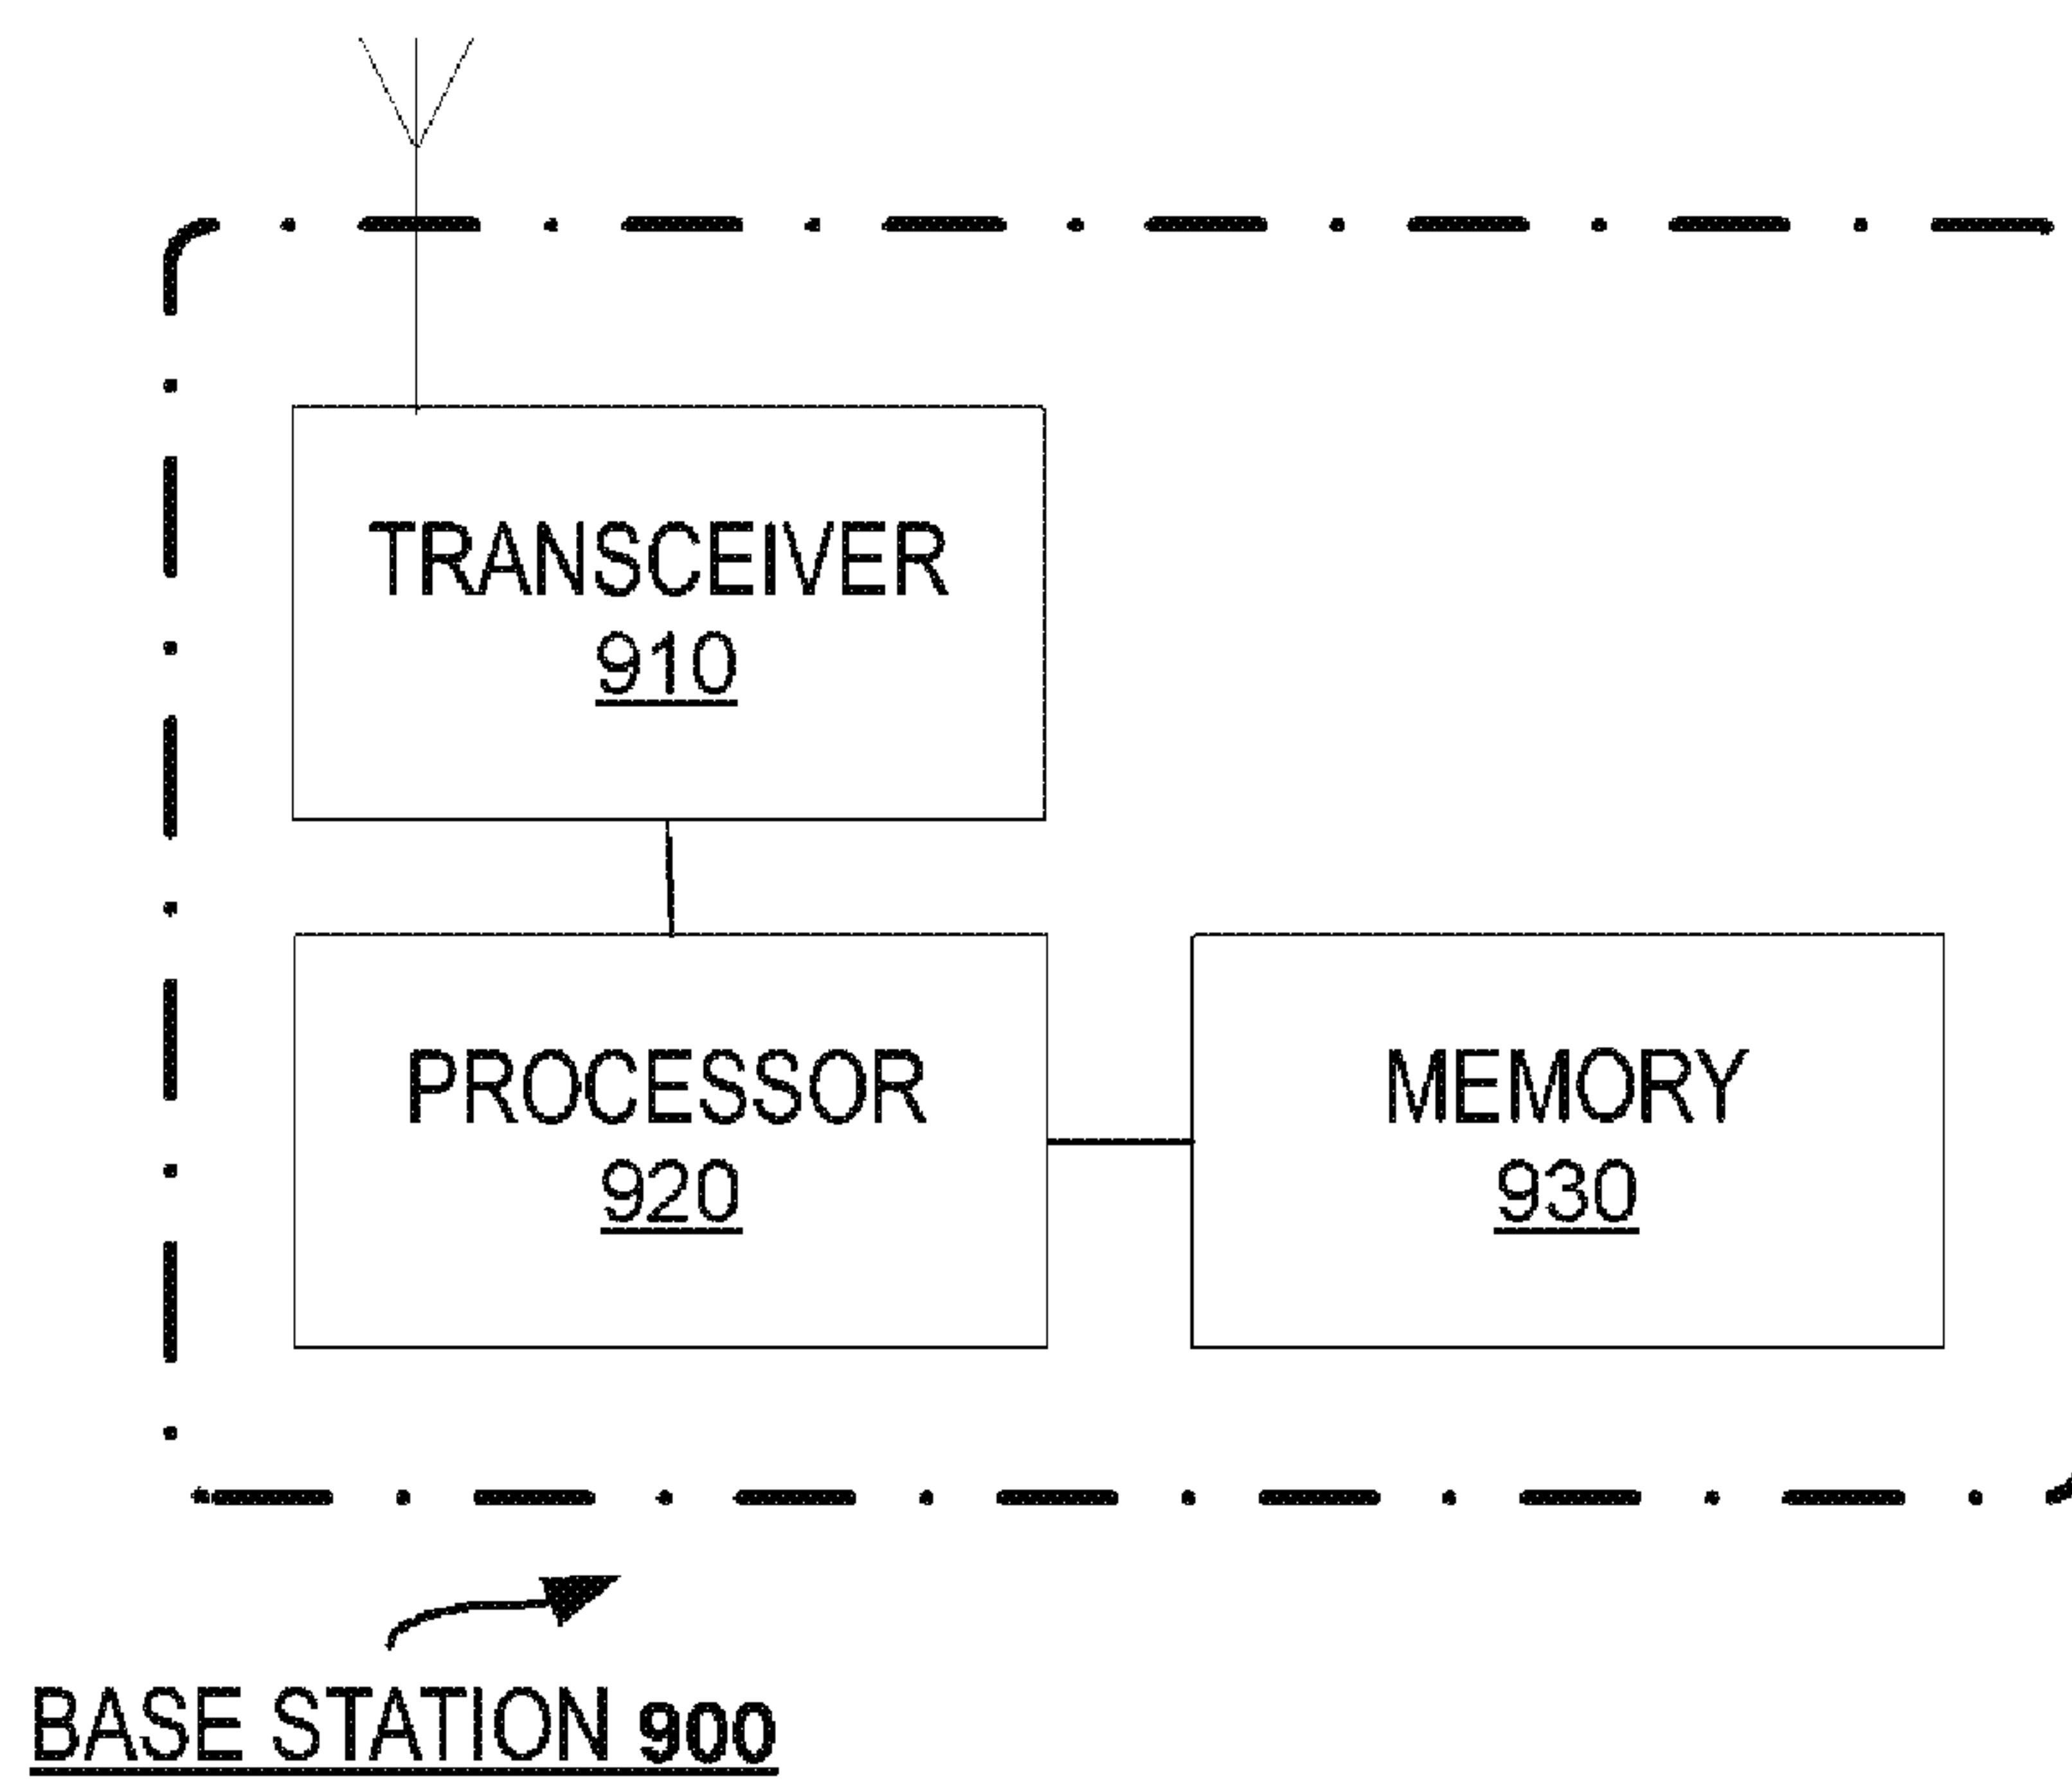 TRANSCEIVER
910
PROCESSOR
920
MEMORY
930
BASE STATION 900